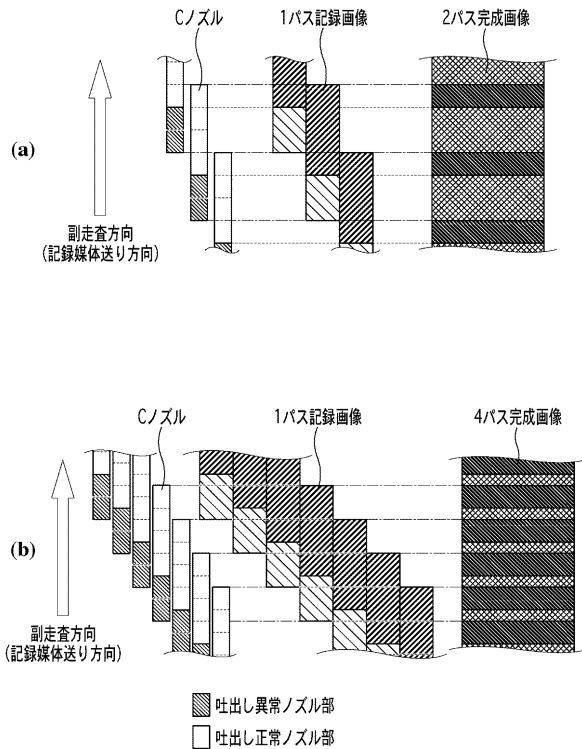 Cノズル 1パス記録画像 2パス完成画像
(a)
副走査方向
(記録媒体送り方向)
Cノズル 1パス記録画像 4パス完成画像
(b)
副走査方向
(記録媒体送り方向)
吐出し異常ノズル部
吐出し正常ノズル部